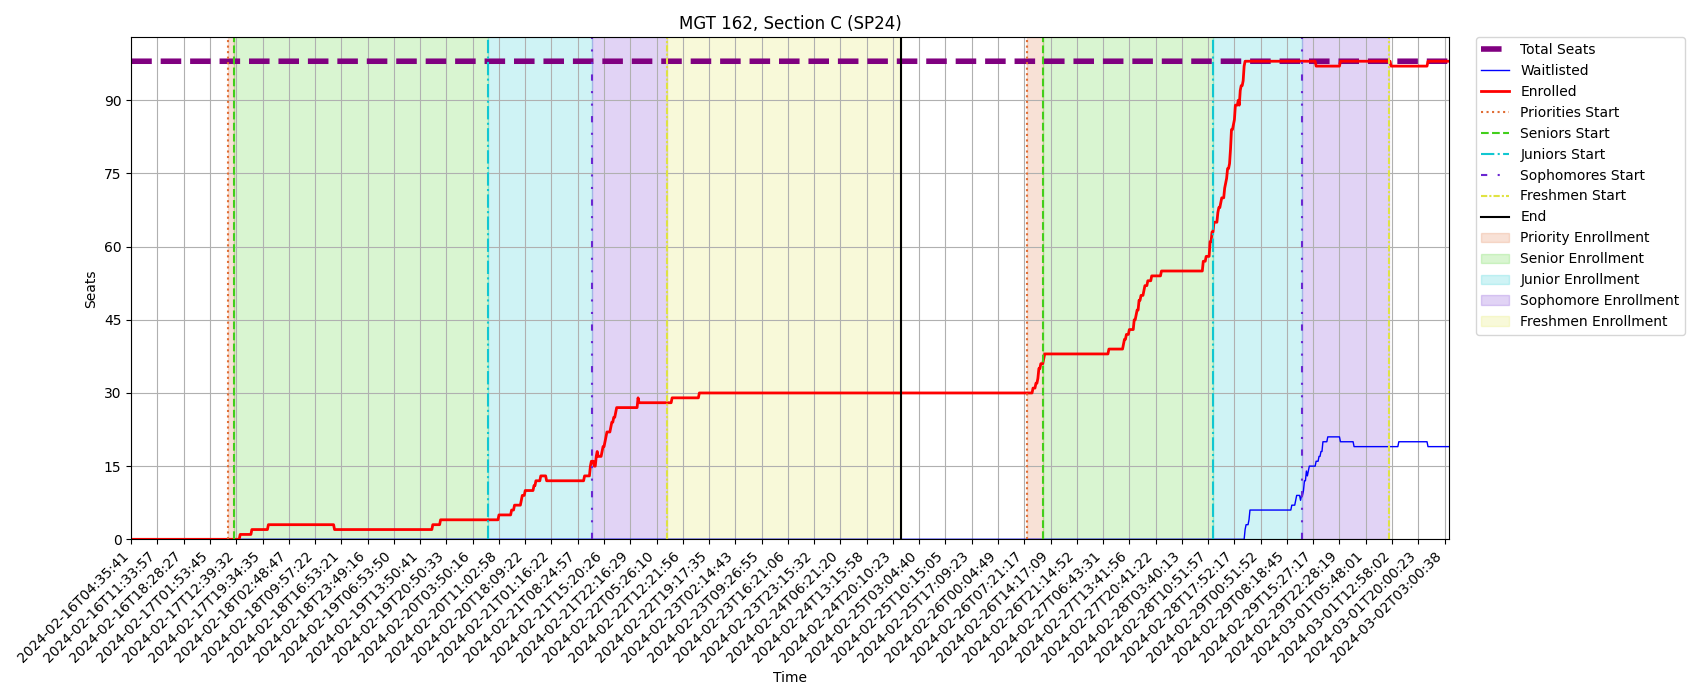 MGT 162, Section C (SP24)
Seats
90
75
60
45
30
15
0
2024-02-16T04:35:41
2024-02-16T11:33:57
2024-02-16T18:28:27
2024-02-17T01:53:45
2024-02-17T12:39:32
2024-02-17T19:34:35
2024-02-18T02:48:47
2024-02-18T09:57:22
2024-02-18T16:53:21
2024-02-18T23:49:16
2024-02-19T06:53:50
2024-02-19T13:50:41
2024-02-19T20:50:33
2024-02-20T03:50:16
2024-02-20T11:02:58
2024-02-20T18:09:22
2024-02-21T01:16:22
2024-02-21T08:24:57
2024-02-21T15:20:26
2024-02-21T22:16:29
2024-02-22T05:26:10
2024-02-22T12:21:56
2024-02-22T19:17:35
2024-02-23T02:14:43
2024-02-23T09:26:55
2024-02-23T16:21:06
2024-02-23T23:15:32
2024-02-24T06:21:20
2024-02-24T13:15:58
2024-02-24T20:10:23
2024-02-25T03:04:40
2024-02-25T10:15:05
2024-02-25T17:09:23
2024-02-26T00:04:49
2024-02-26T07:21:17
2024-02-26T14:17:09
2024-02-26T21:14:52
2024-02-27T06:43:31
2024-02-27T13:41:56
2024-02-27T20:41:22
2024-02-28T03:40:13
2024-02-28T10:51:57
2024-02-28T17:52:17
2024-02-29T00:51:52
2024-02-29T08:18:45
2024-02-29T15:27:17
2024-02-29T22:28:19
2024-03-01T05:48:01
2024-03-01T12:58:02
2024-03-01T20:00:23
2024-03-02T03:00:38
Time
Total Seats
Waitlisted
Enrolled
Priorities Start
Seniors Start
Juniors Start
Sophomores Start
Freshmen Start
End
Priority Enrollment
Senior Enrollment
Junior Enrollment
Sophomore Enrollment
Freshmen Enrollment